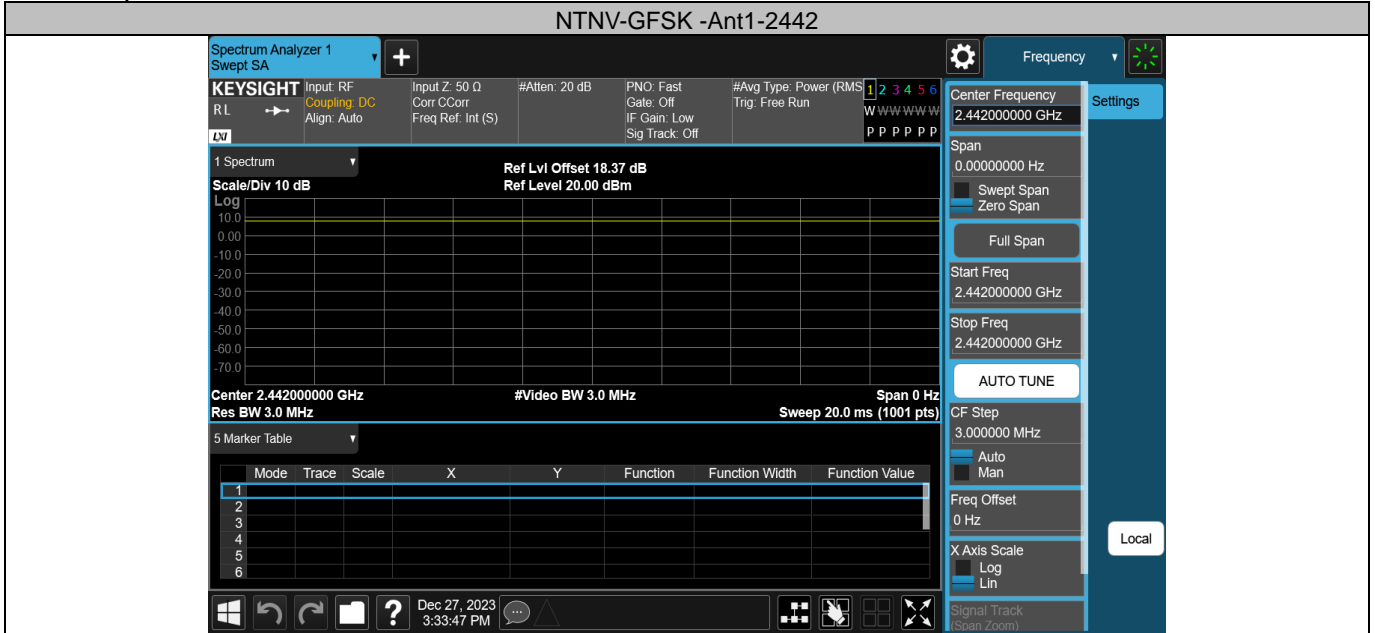 NTNV-GFSK -Ant1-2442
Spectrum Analyzer 1
Swept SA
+
Frequency
KEYSIGHT
RL
LXI
Input: RF
Coupling: DC
Align: Auto
Input Z: 50 Ω
Corr CCorr
Freq Ref: Int (S)
#Atten: 20 dB
PNO: Fast
Gate: Off
IF Gain: Low
Sig Track: Off
#Avg Type: Power (RMS
Trig: Free Run
1 2 3 4 5 6
W W W W W W
P P P P P P
1 Spectrum
Ref Lvl Offset 18.37 dB
Scale/Div 10 dB
Ref Level 20.00 dBm
Log
10.0
0.00
-10.0
-20.0
-30.0
-40.0
-50.0
-60.0
-70.0
Center 2.442000000 GHz
#Video BW 3.0 MHz
Span 0 Hz
Res BW 3.0 MHz
Sweep 20.0 ms (1001 pts)
5 Marker Table
Mode Trace Scale X Y Function Function Width Function Value
1
2
3
4
5
6
Center Frequency
2.442000000 GHz
Settings
Span
0.00000000 Hz
Swept Span
Zero Span
Full Span
Start Freq
2.442000000 GHz
Stop Freq
2.442000000 GHz
AUTO TUNE
CF Step
3.000000 MHz
Auto
Man
Freq Offset
0 Hz
Local
X Axis Scale
Log
Lin
Signal Track
(Span Zoom)
?
Dec 27, 2023
3:33:47 PM